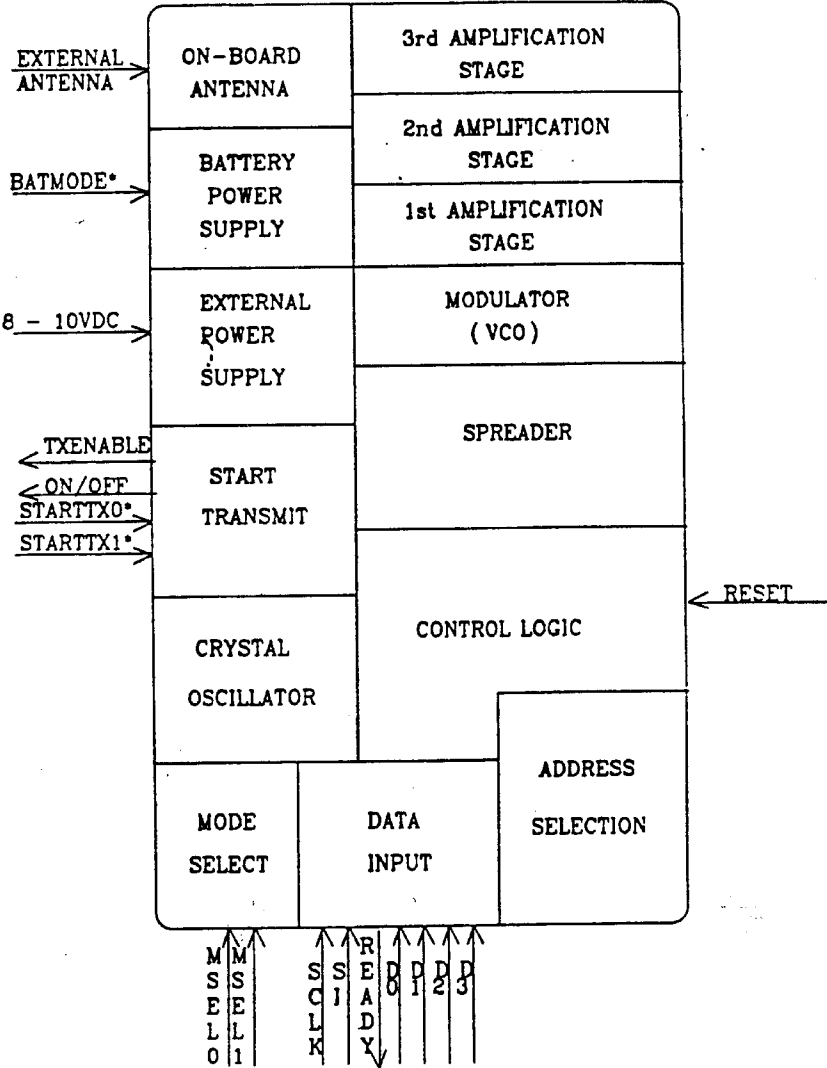 EXTERNAL
ANTENNA
ON-BOARD
ANTENNA
3rd AMPLIFICATION
STAGE
2nd AMPLIFICATION
STAGE
BATMODE*
BATTERY
POWER
SUPPLY
1st AMPLIFICATION
STAGE
8 - 10VDC
EXTERNAL
POWER
SUPPLY
MODULATOR
(VCO)
SPREADER
TXENABLE
ON/OFF
STARTTX0*
STARTTX1*
START
TRANSMIT
CONTROL LOGIC
RESET
CRYSTAL
OSCILLATOR
ADDRESS
SELECTION
MODE
SELECT
DATA
INPUT
MSEL0
MSEL1
SCLK
SI
READY
D0
D1
D2
D3